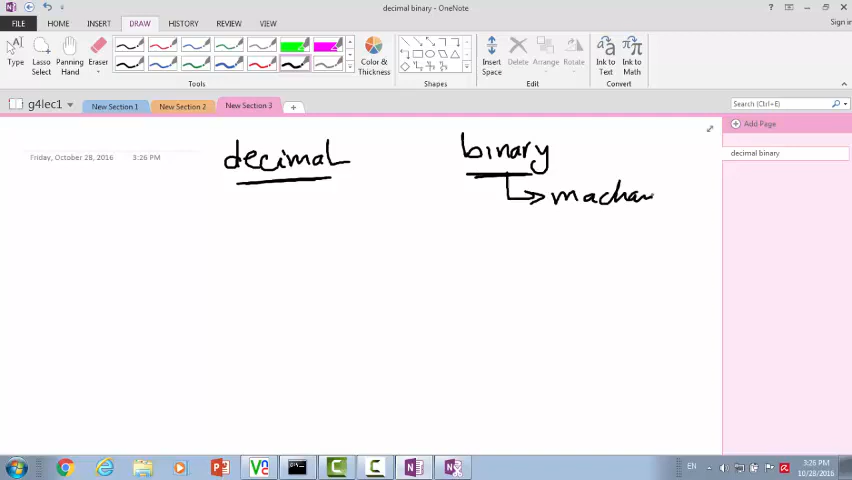 decimal binary - OneNote
FILE HOME INSERT DRAW HISTORY REVIEW VIEW
Sign in
Type Lasso Select Panning Hand Eraser Color & Thickness Insert Space Delete Arrange Rotate Ink to Text Ink to Math
Tools Shapes Edit Convert
g4lec1 New Section 1 New Section 2 New Section 3 Search (Ctrl+E)
Add Page
decimal binary
Friday, October 28, 2016 3:26 PM
decimal binary
machan
EN 3:26 PM
10/28/2016